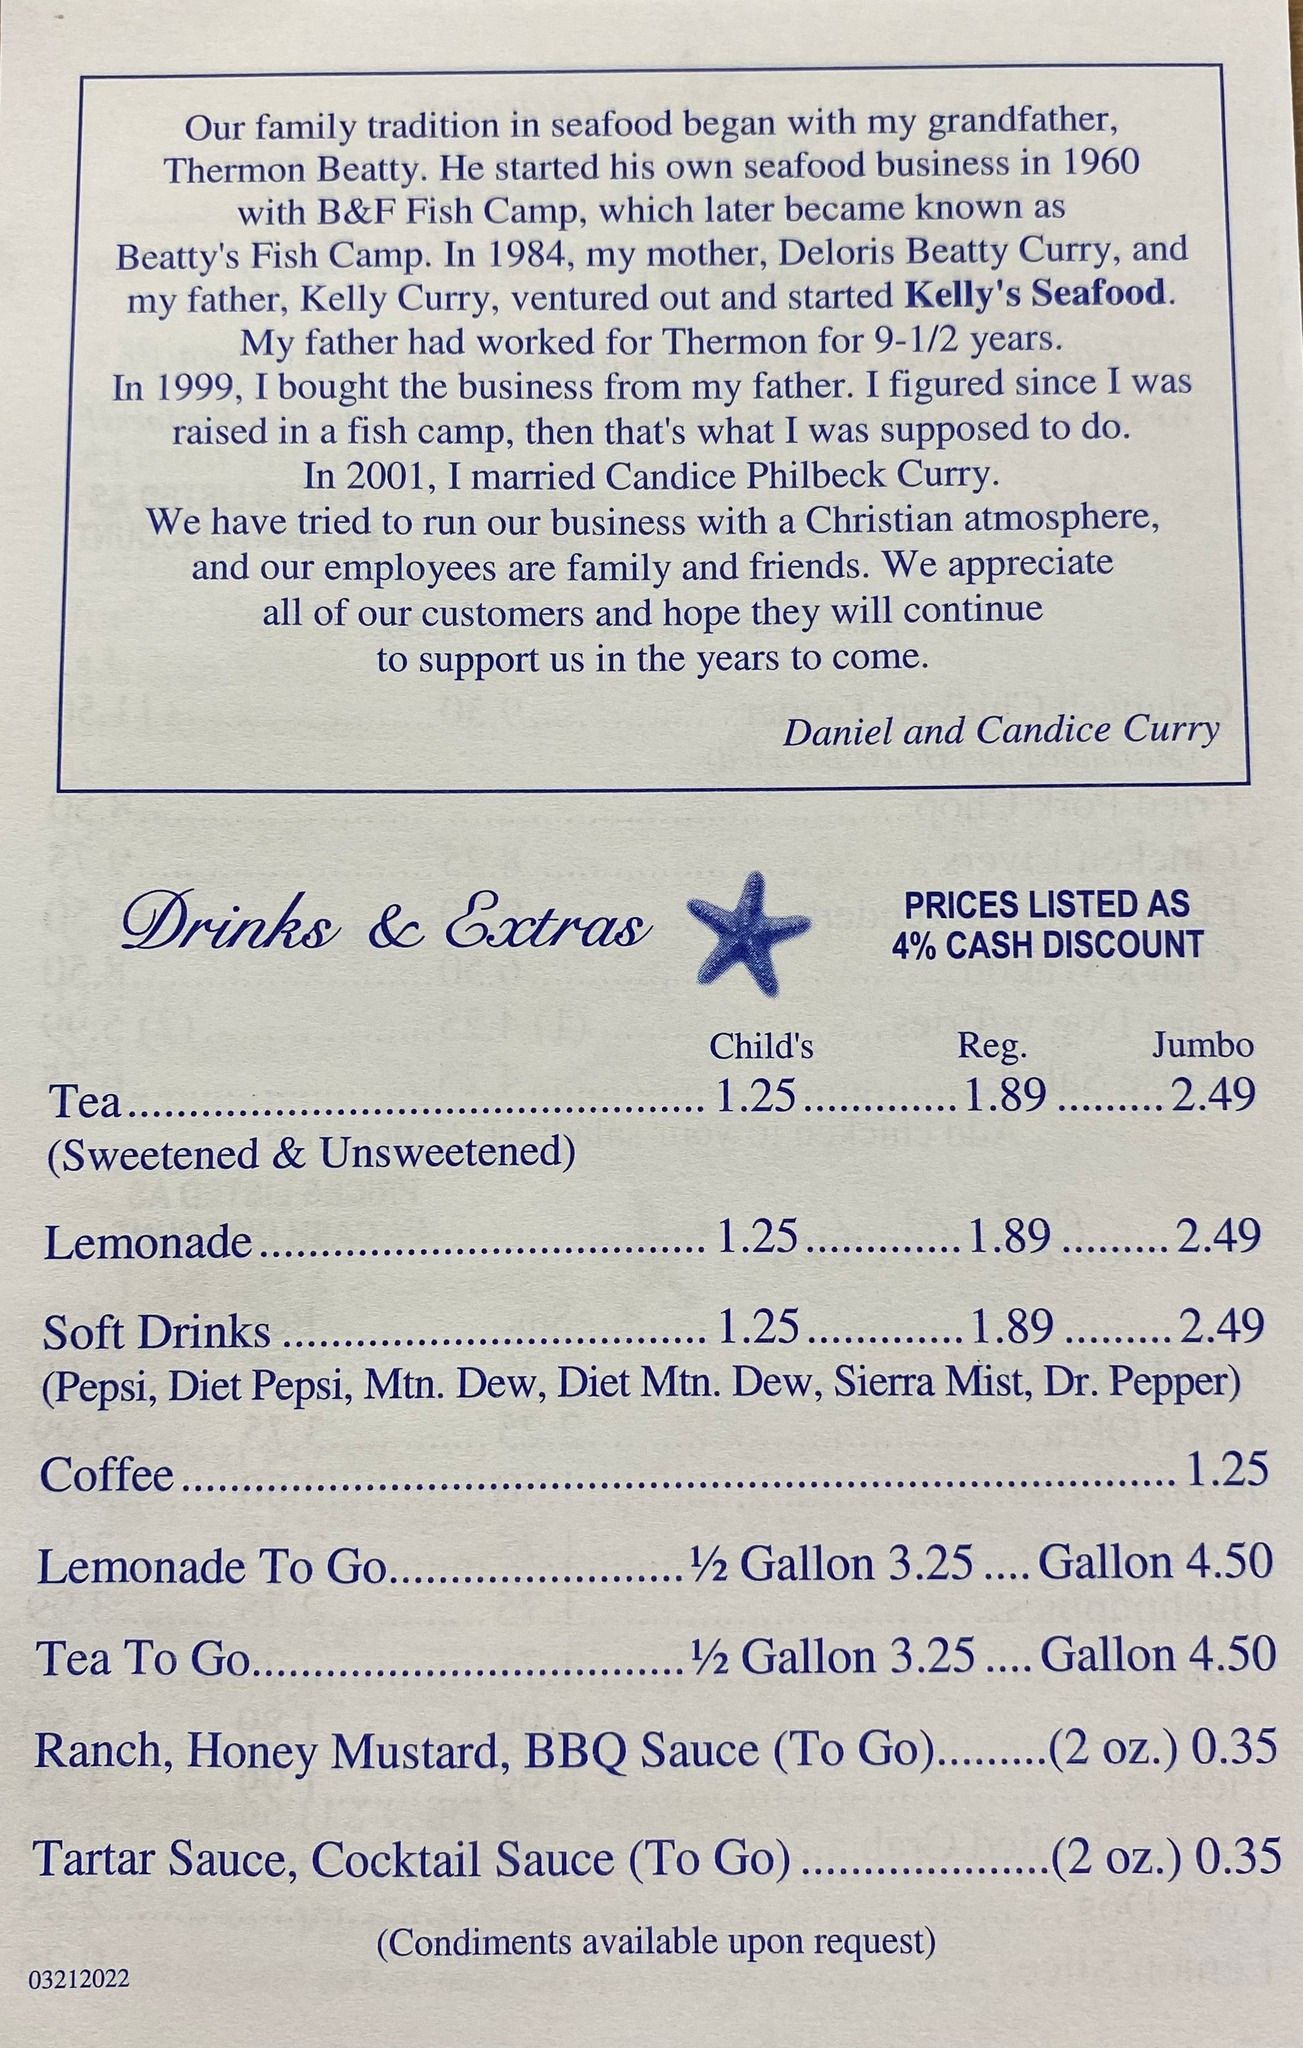 Our family tradition in seafood began with my grandfather,
Thermon Beatty. He started his own seafood business in 1960
with B&F Fish Camp, which later became known as
Beatty's Fish Camp. In 1984, my mother, Deloris Beatty Curry, and
my father, Kelly Curry, ventured out and started Kelly's Seafood.
My father had worked for Thermon for 9-1/2 years.
In 1999, I bought the business from my father. I figured since I was
raised in a fish camp, then that's what I was supposed to do.
In 2001, I married Candice Philbeck Curry.
We have tried to run our business with a Christian atmosphere,
and our employees are family and friends. We appreciate
all of our customers and hope they will continue
to support us in the years to come.
Daniel and Candice Curry
Drinks & Extras
PRICES LISTED AS
4% CASH DISCOUNT
Child's Reg. Jumbo
Tea............................................... 1.25............. 1.89 ......... 2.49
(Sweetened & Unsweetened)
Lemonade.................................... 1.25............. 1.89 ......... 2.49
Soft Drinks .................................. 1.25............. 1.89 ......... 2.49
(Pepsi, Diet Pepsi, Mtn. Dew, Diet Mtn. Dew, Sierra Mist, Dr. Pepper)
Coffee................................................................................ 1.25
Lemonade To Go........................½ Gallon 3.25 .... Gallon 4.50
Tea To Go...................................½ Gallon 3.25 .... Gallon 4.50
Ranch, Honey Mustard, BBQ Sauce (To Go).........(2 oz.) 0.35
Tartar Sauce, Cocktail Sauce (To Go) ....................(2 oz.) 0.35
(Condiments available upon request)
03212022